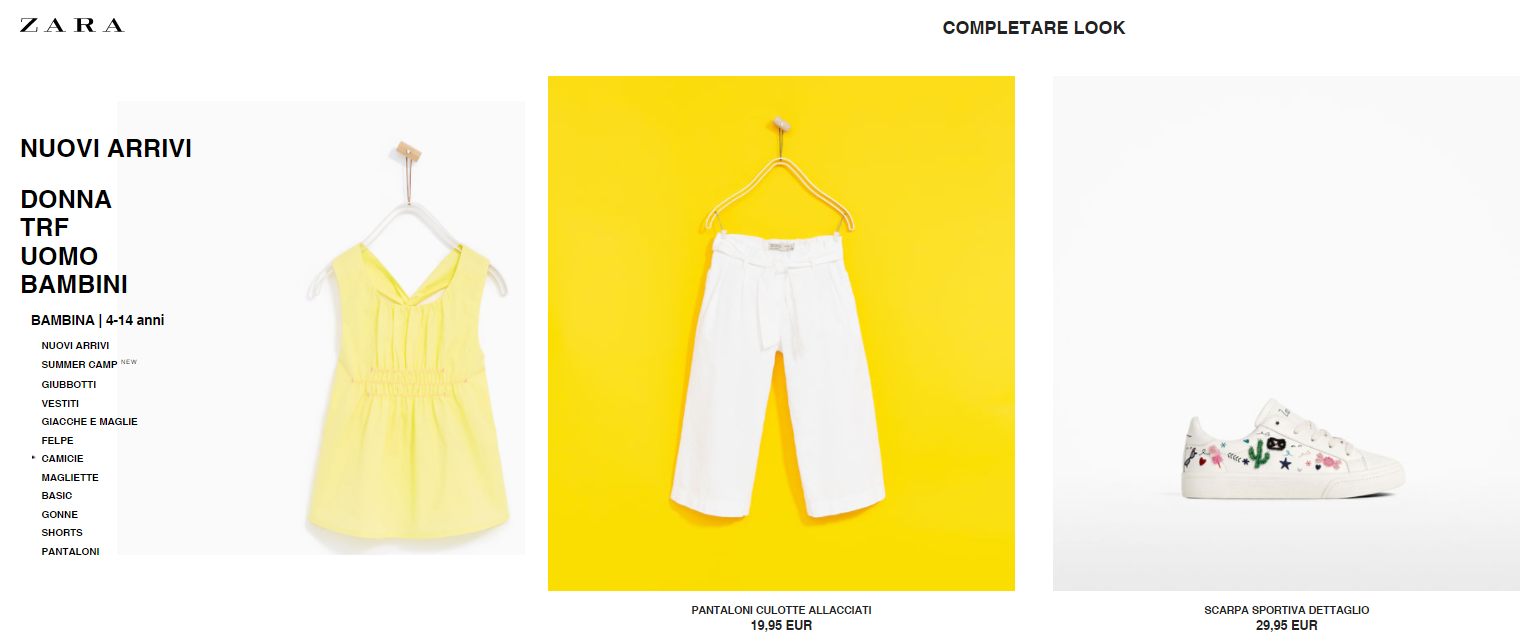 ZARA
COMPLETARE LOOK
NUOVI ARRIVI
DONNA
TRF
UOMO
BAMBINI
BAMBINA | 4-14 anni
NUOVI ARRIVI
SUMMER CAMP NEW
GIUBBOTTI
VESTITI
GIACCHE E MAGLIE
FELPE
CAMICIE
MAGLIETTE
BASIC
GONNE
SHORTS
PANTALONI
PANTALONI CULOTTE ALLACCIATI
19,95 EUR
SCARPA SPORTIVA DETTAGLIO
29,95 EUR